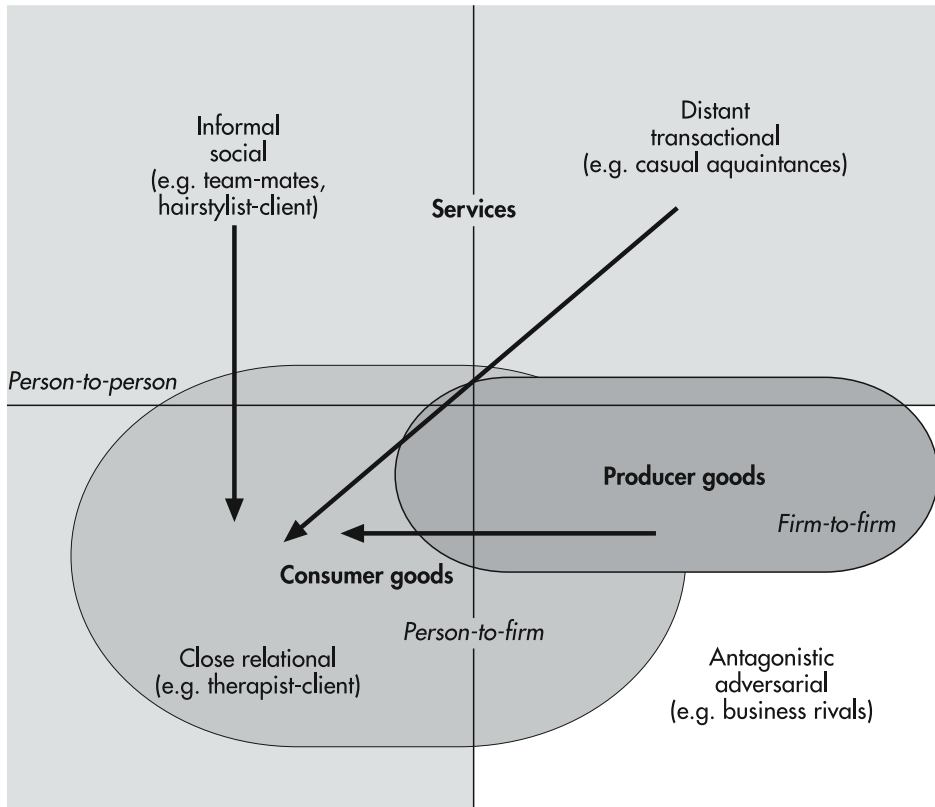 Informal
social
(e.g. team-mates,
hairstylist-client)
Distant
transactional
(e.g. casual aquaintances)
Services
Person-to-person
Producer goods
Firm-to-firm
Consumer goods
Person-to-firm
Close relational
(e.g. therapist-client)
Antagonistic
adversarial
(e.g. business rivals)